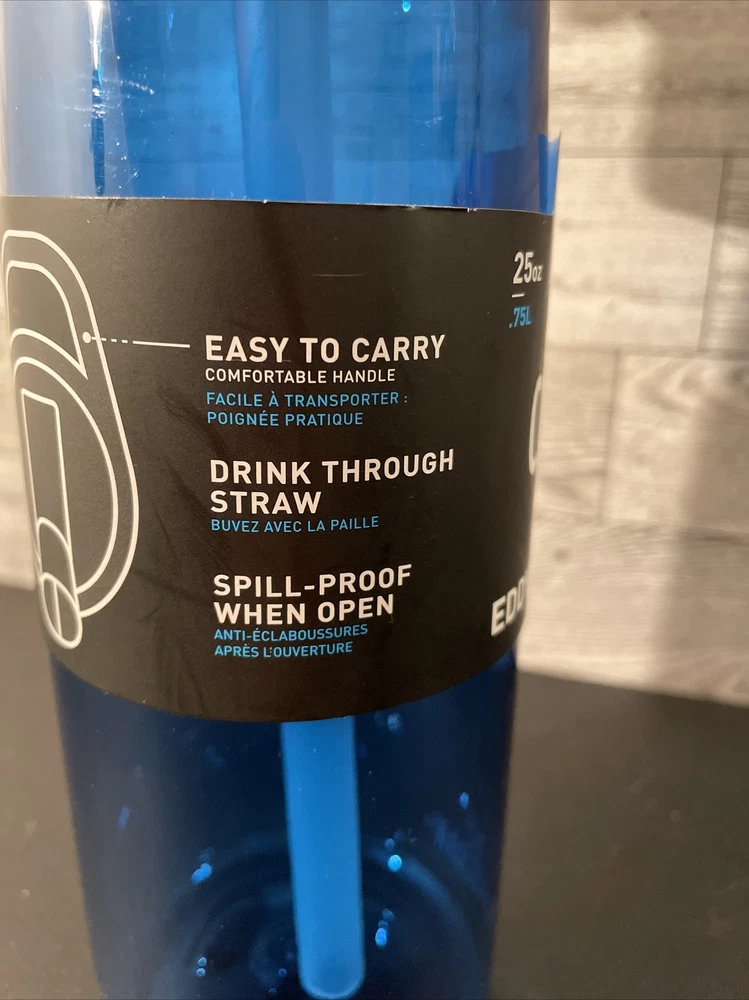 25oz
.75L
EASY TO CARRY
COMFORTABLE HANDLE
FACILE À TRANSPORTER :
POIGNÉE PRATIQUE
DRINK THROUGH
STRAW
BUVEZ AVEC LA PAILLE
SPILL-PROOF
WHEN OPEN
ANTI-ÉCLABOUSSURES
APRÈS L'OUVERTURE